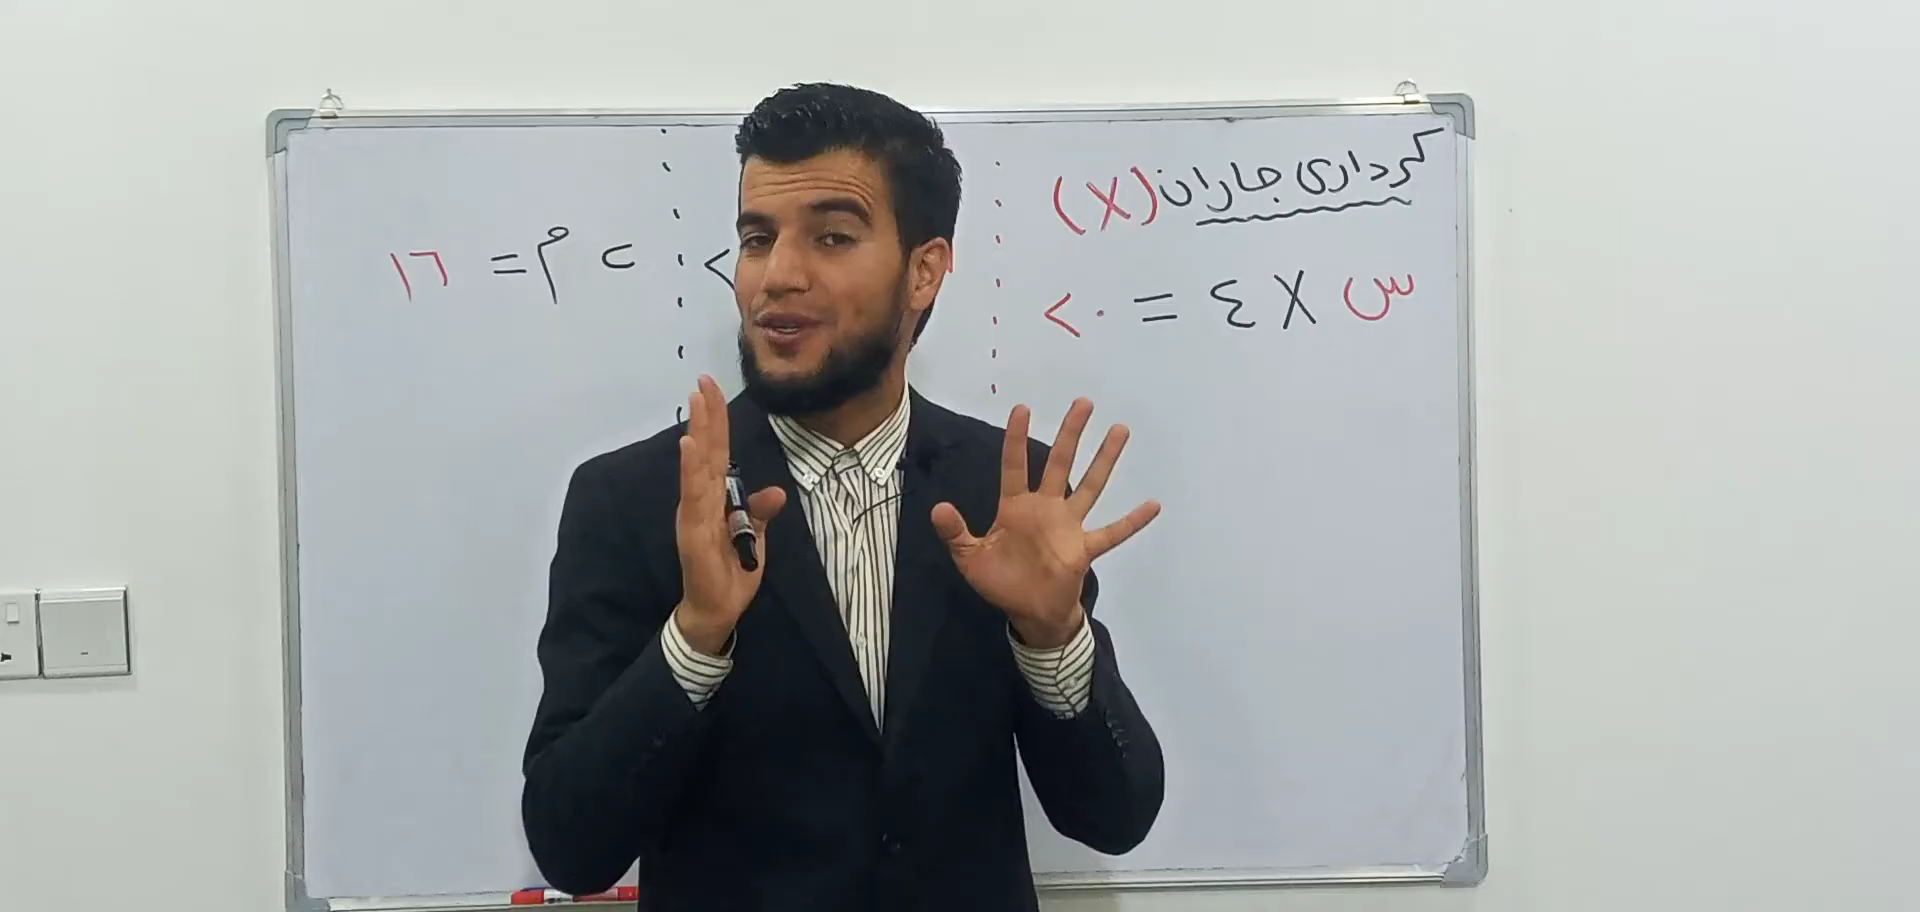 کرداری جاران (X)
س X ٤ = ٢٠
٢ م = ١٦